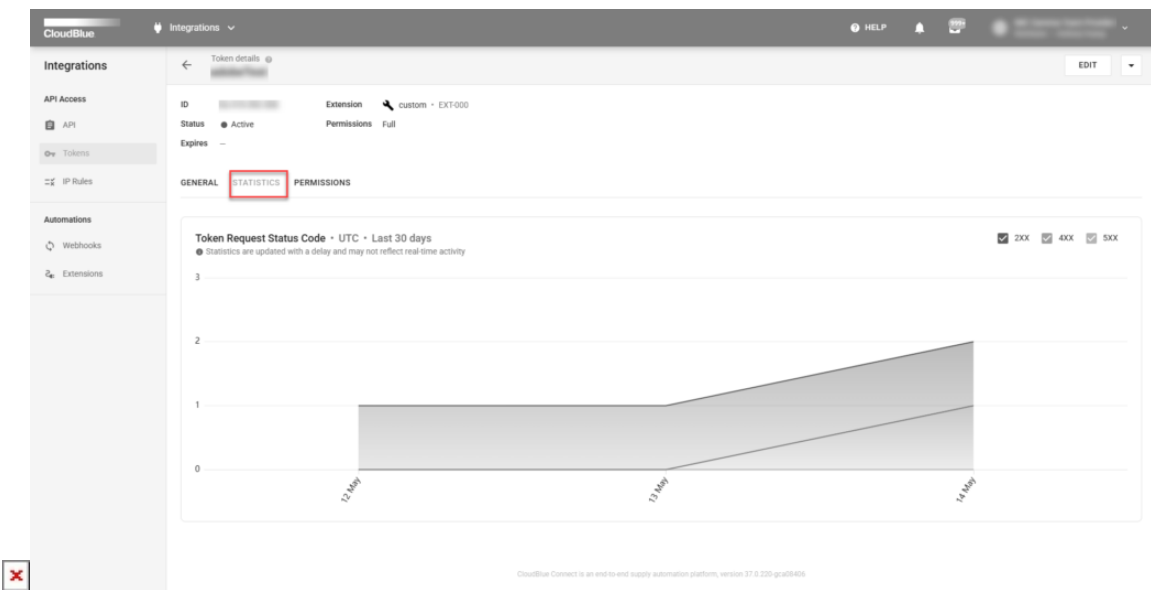 CloudBlue
Integrations
HELP
Integrations
Token details
EDIT
API Access
API
Tokens
IP Rules
Automations
Webhooks
Extensions
ID
Extension custom • EXT-000
Status Active
Permissions Full
Expires –
GENERAL STATISTICS PERMISSIONS
Token Request Status Code • UTC • Last 30 days
Statistics are updated with a delay and may not reflect real-time activity
2XX 4XX 5XX
3
2
1
0
12 May
13 May
14 May
CloudBlue Connect is an end-to-end supply automation platform, version 37.0.220-gca08406